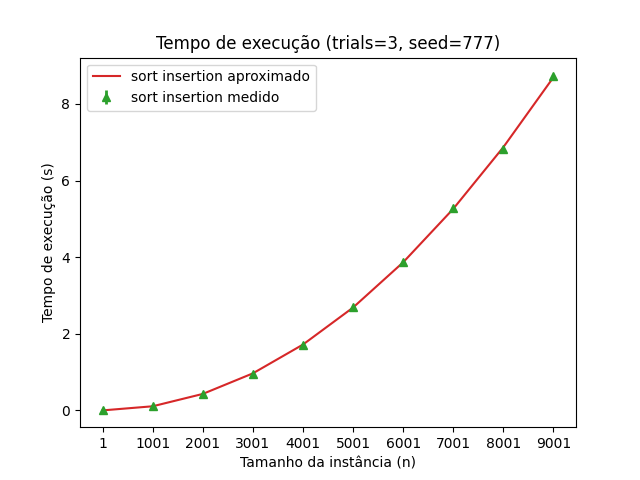 Tempo de execução (trials=3, seed=777)
sort insertion aproximado
sort insertion medido
Tempo de execução (s)
8
6
4
2
0
1 1001 2001 3001 4001 5001 6001 7001 8001 9001
Tamanho da instância (n)